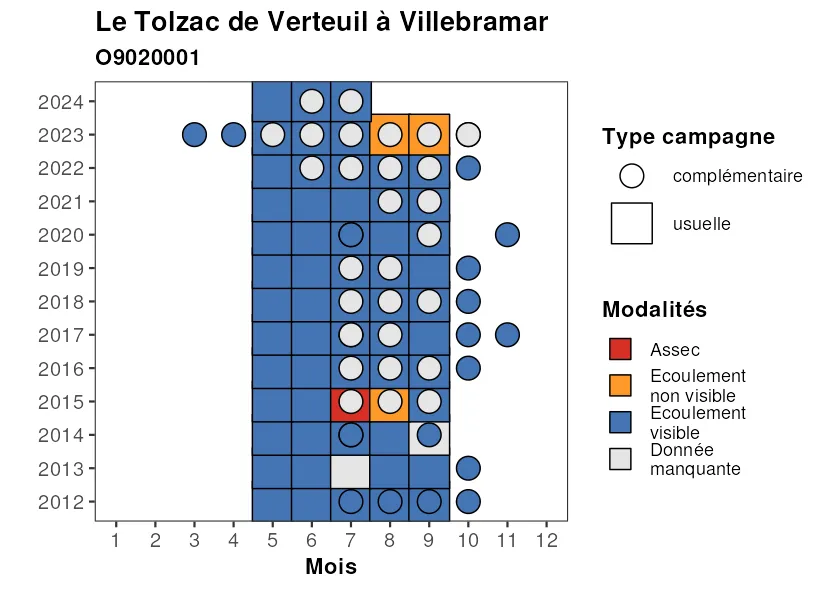 Le Tolzac de Verteuil à Villebramar
O9020001
2024
2023
2022
2021
2020
2019
2018
2017
2016
2015
2014
2013
2012
1 2 3 4 5 6 7 8 9 10 11 12
Mois
Type campagne
complémentaire
usuelle
Modalités
Assec
Ecoulement
non visible
Ecoulement
visible
Donnée
manquante